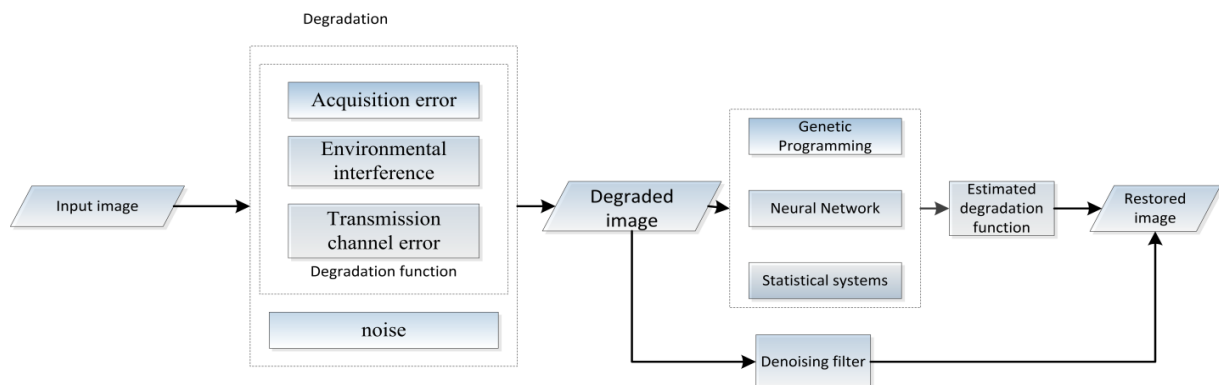 Degradation
Input image
Acquisition error
Environmental
interference
Transmission
channel error
Degradation function
noise
Degraded
image
Genetic
Programming
Neural Network
Statistical systems
Denoising filter
Estimated
degradation
function
Restored
image